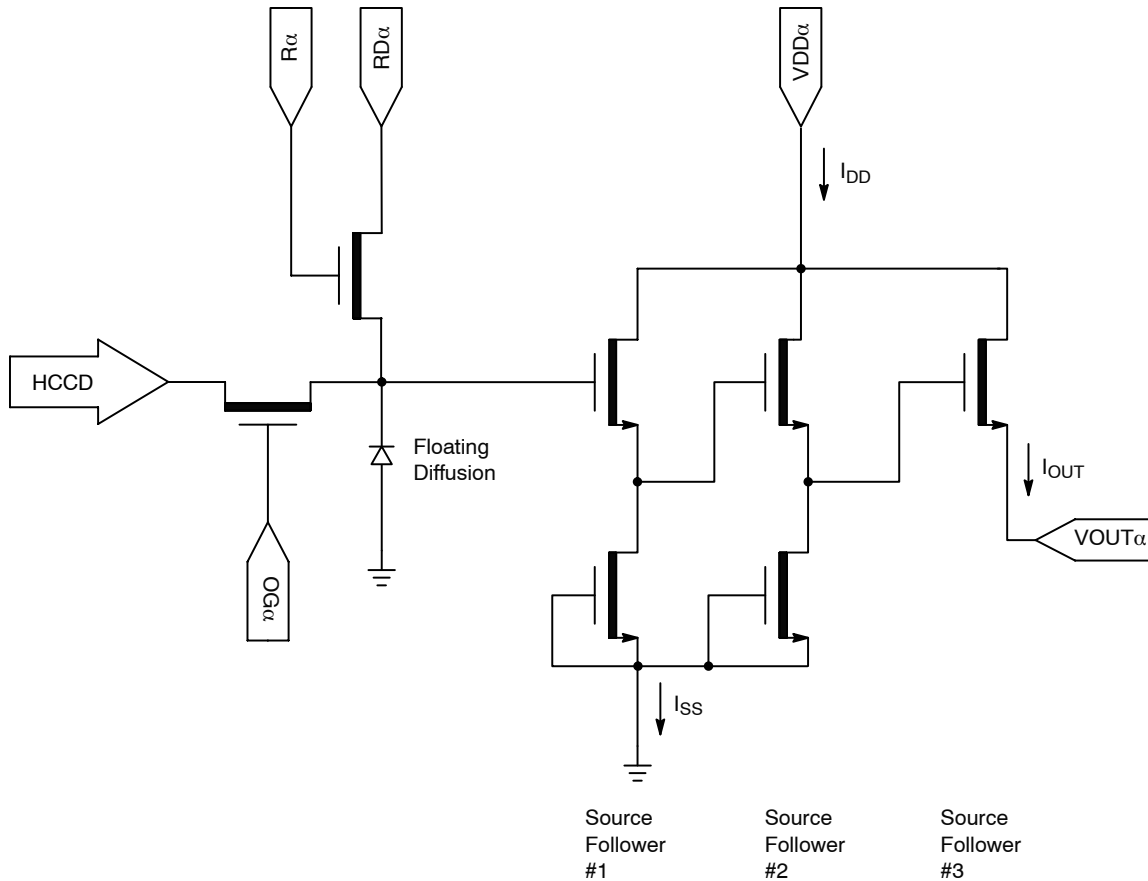 Rα
RDα
VDDα
IDD
HCCD
Floating
Diffusion
IOUT
VOUTα
OGα
ISS
Source
Follower
#1
Source
Follower
#2
Source
Follower
#3